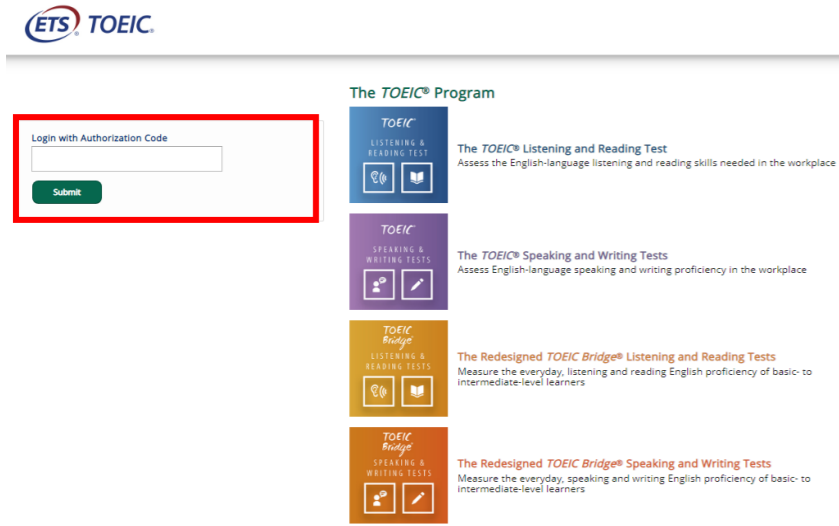 ETS® TOEIC®
The TOEIC® Program
Login with Authorization Code
Submit
TOEIC
LISTENING &
READING TEST
The TOEIC® Listening and Reading Test
Assess the English-language listening and reading skills needed in the workplace
TOEIC
SPEAKING &
WRITING TESTS
The TOEIC® Speaking and Writing Tests
Assess English-language speaking and writing proficiency in the workplace
TOEIC
Bridge
LISTENING &
READING TESTS
The Redesigned TOEIC Bridge® Listening and Reading Tests
Measure the everyday, listening and reading English proficiency of basic- to
intermediate-level learners
TOEIC
Bridge
SPEAKING &
WRITING TESTS
The Redesigned TOEIC Bridge® Speaking and Writing Tests
Measure the everyday, speaking and writing English proficiency of basic- to
intermediate-level learners